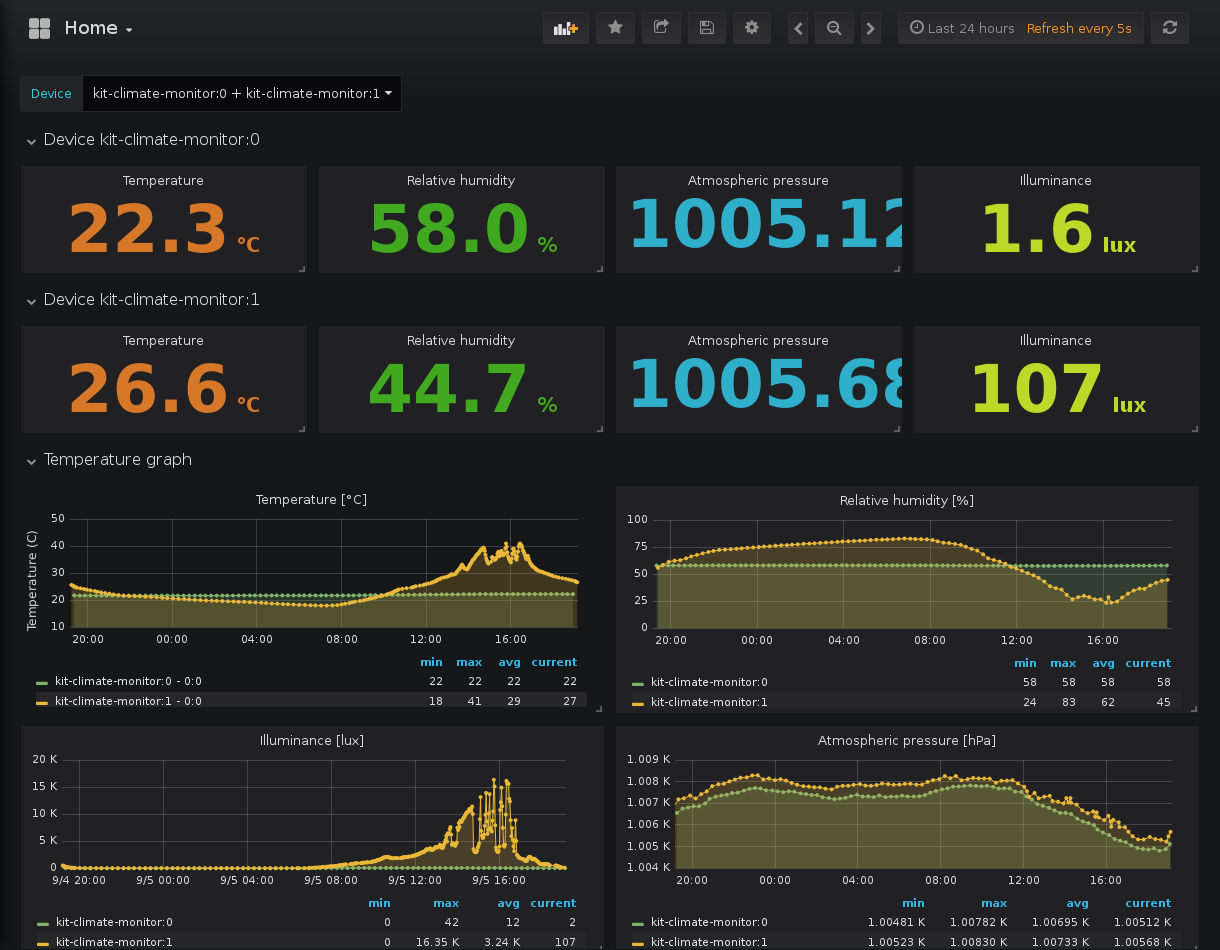 Home
Last 24 hours Refresh every 5s
Device kit-climate-monitor:0 + kit-climate-monitor:1
Device kit-climate-monitor:0
Temperature Relative humidity Atmospheric pressure Illuminance
22.3 °C 58.0 % 1005.12 1.6 lux
Device kit-climate-monitor:1
Temperature Relative humidity Atmospheric pressure Illuminance
26.6 °C 44.7 % 1005.68 107 lux
Temperature graph
Temperature [°C]
Temperature (C)
50
40
30
20
10
20:00 00:00 04:00 08:00 12:00 16:00
min max avg current
kit-climate-monitor:0 - 0:0 22 22 22 22
kit-climate-monitor:1 - 0:0 18 41 29 27
Relative humidity [%]
100
75
50
25
0
20:00 00:00 04:00 08:00 12:00 16:00
min max avg current
kit-climate-monitor:0 58 58 58 58
kit-climate-monitor:1 24 83 62 45
Illuminance [lux]
20 K
15 K
10 K
5 K
0
9/4 20:00 9/5 00:00 9/5 04:00 9/5 08:00 9/5 12:00 9/5 16:00
min max avg current
kit-climate-monitor:0 0 42 12 2
kit-climate-monitor:1 0 16.35 K 3.24 K 107
Atmospheric pressure [hPa]
1.009 K
1.008 K
1.007 K
1.006 K
1.005 K
1.004 K
20:00 00:00 04:00 08:00 12:00 16:00
min max avg current
kit-climate-monitor:0 1.00481 K 1.00782 K 1.00695 K 1.00512 K
kit-climate-monitor:1 1.00523 K 1.00830 K 1.00733 K 1.00568 K